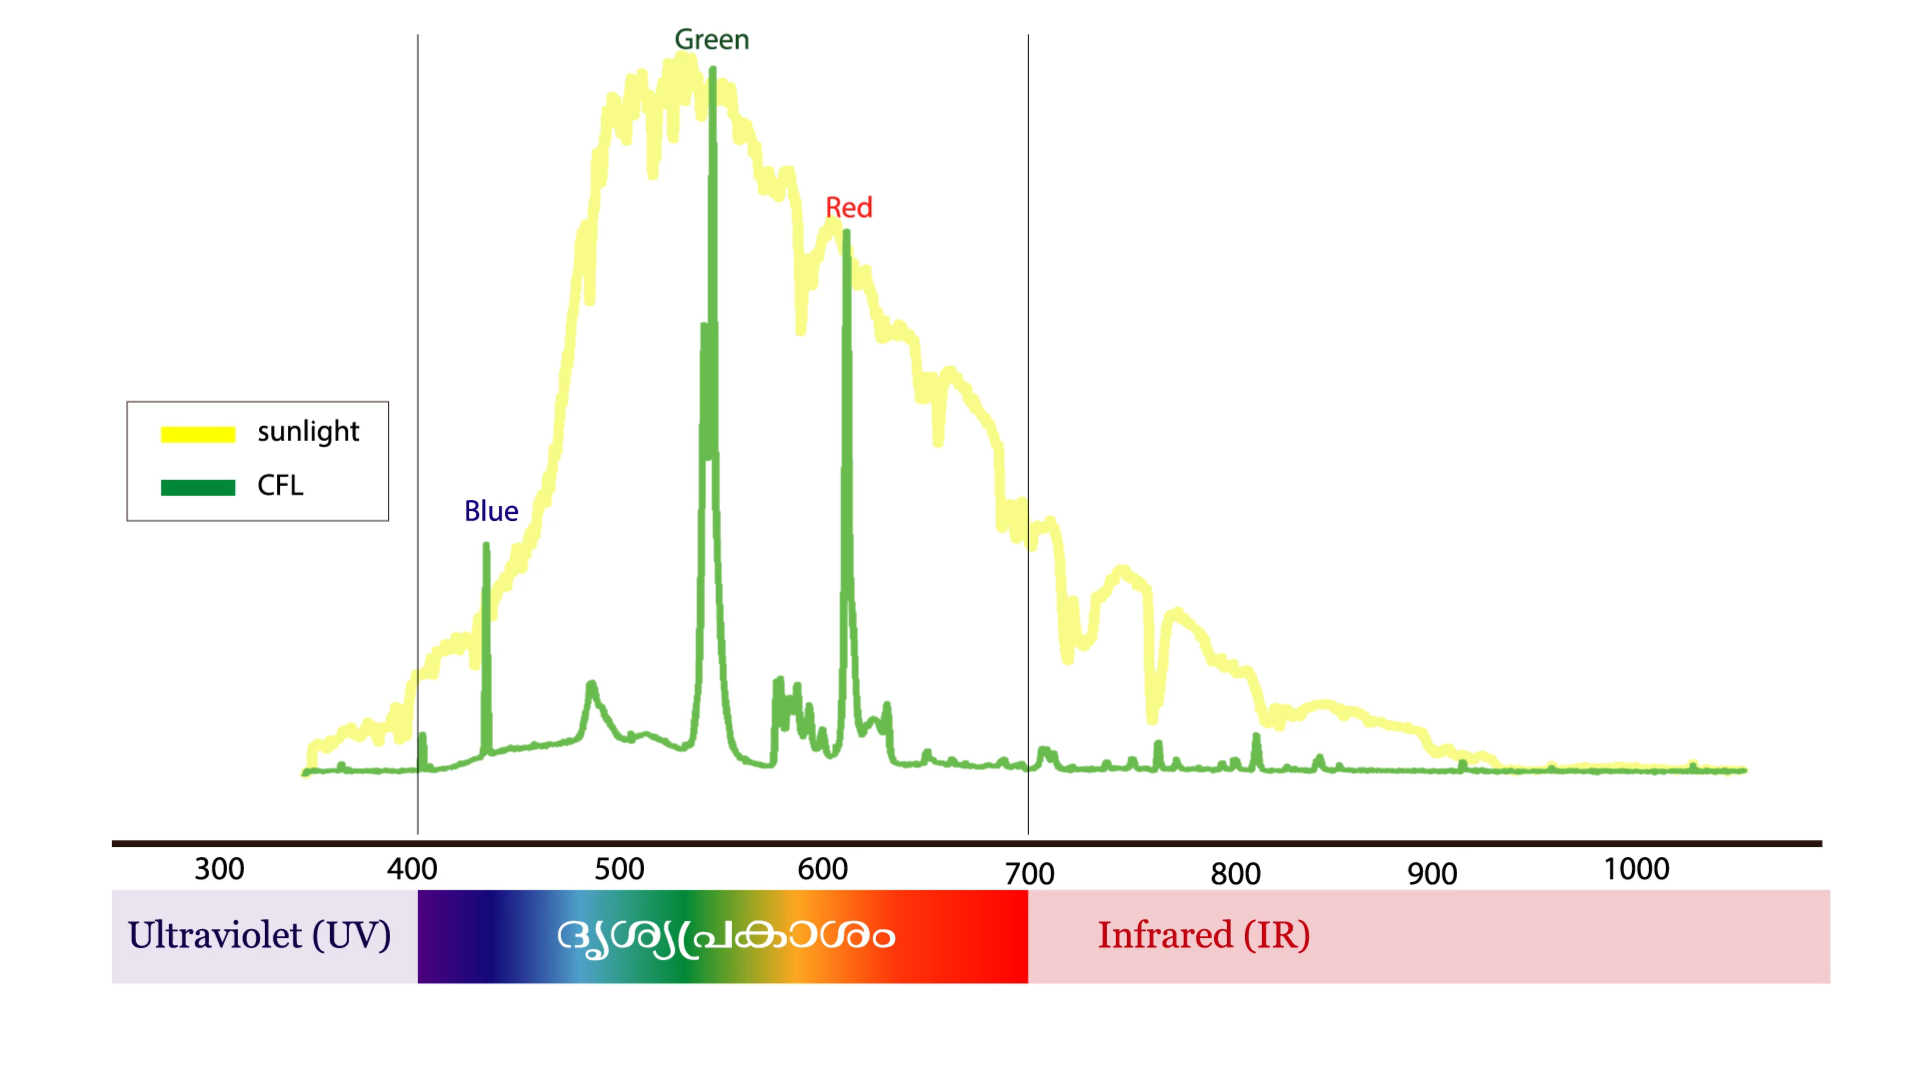 Green
Red
sunlight
CFL
Blue
300 400 500 600 700 800 900 1000
Ultraviolet (UV) ദൃശ്യപ്രകാശം Infrared (IR)